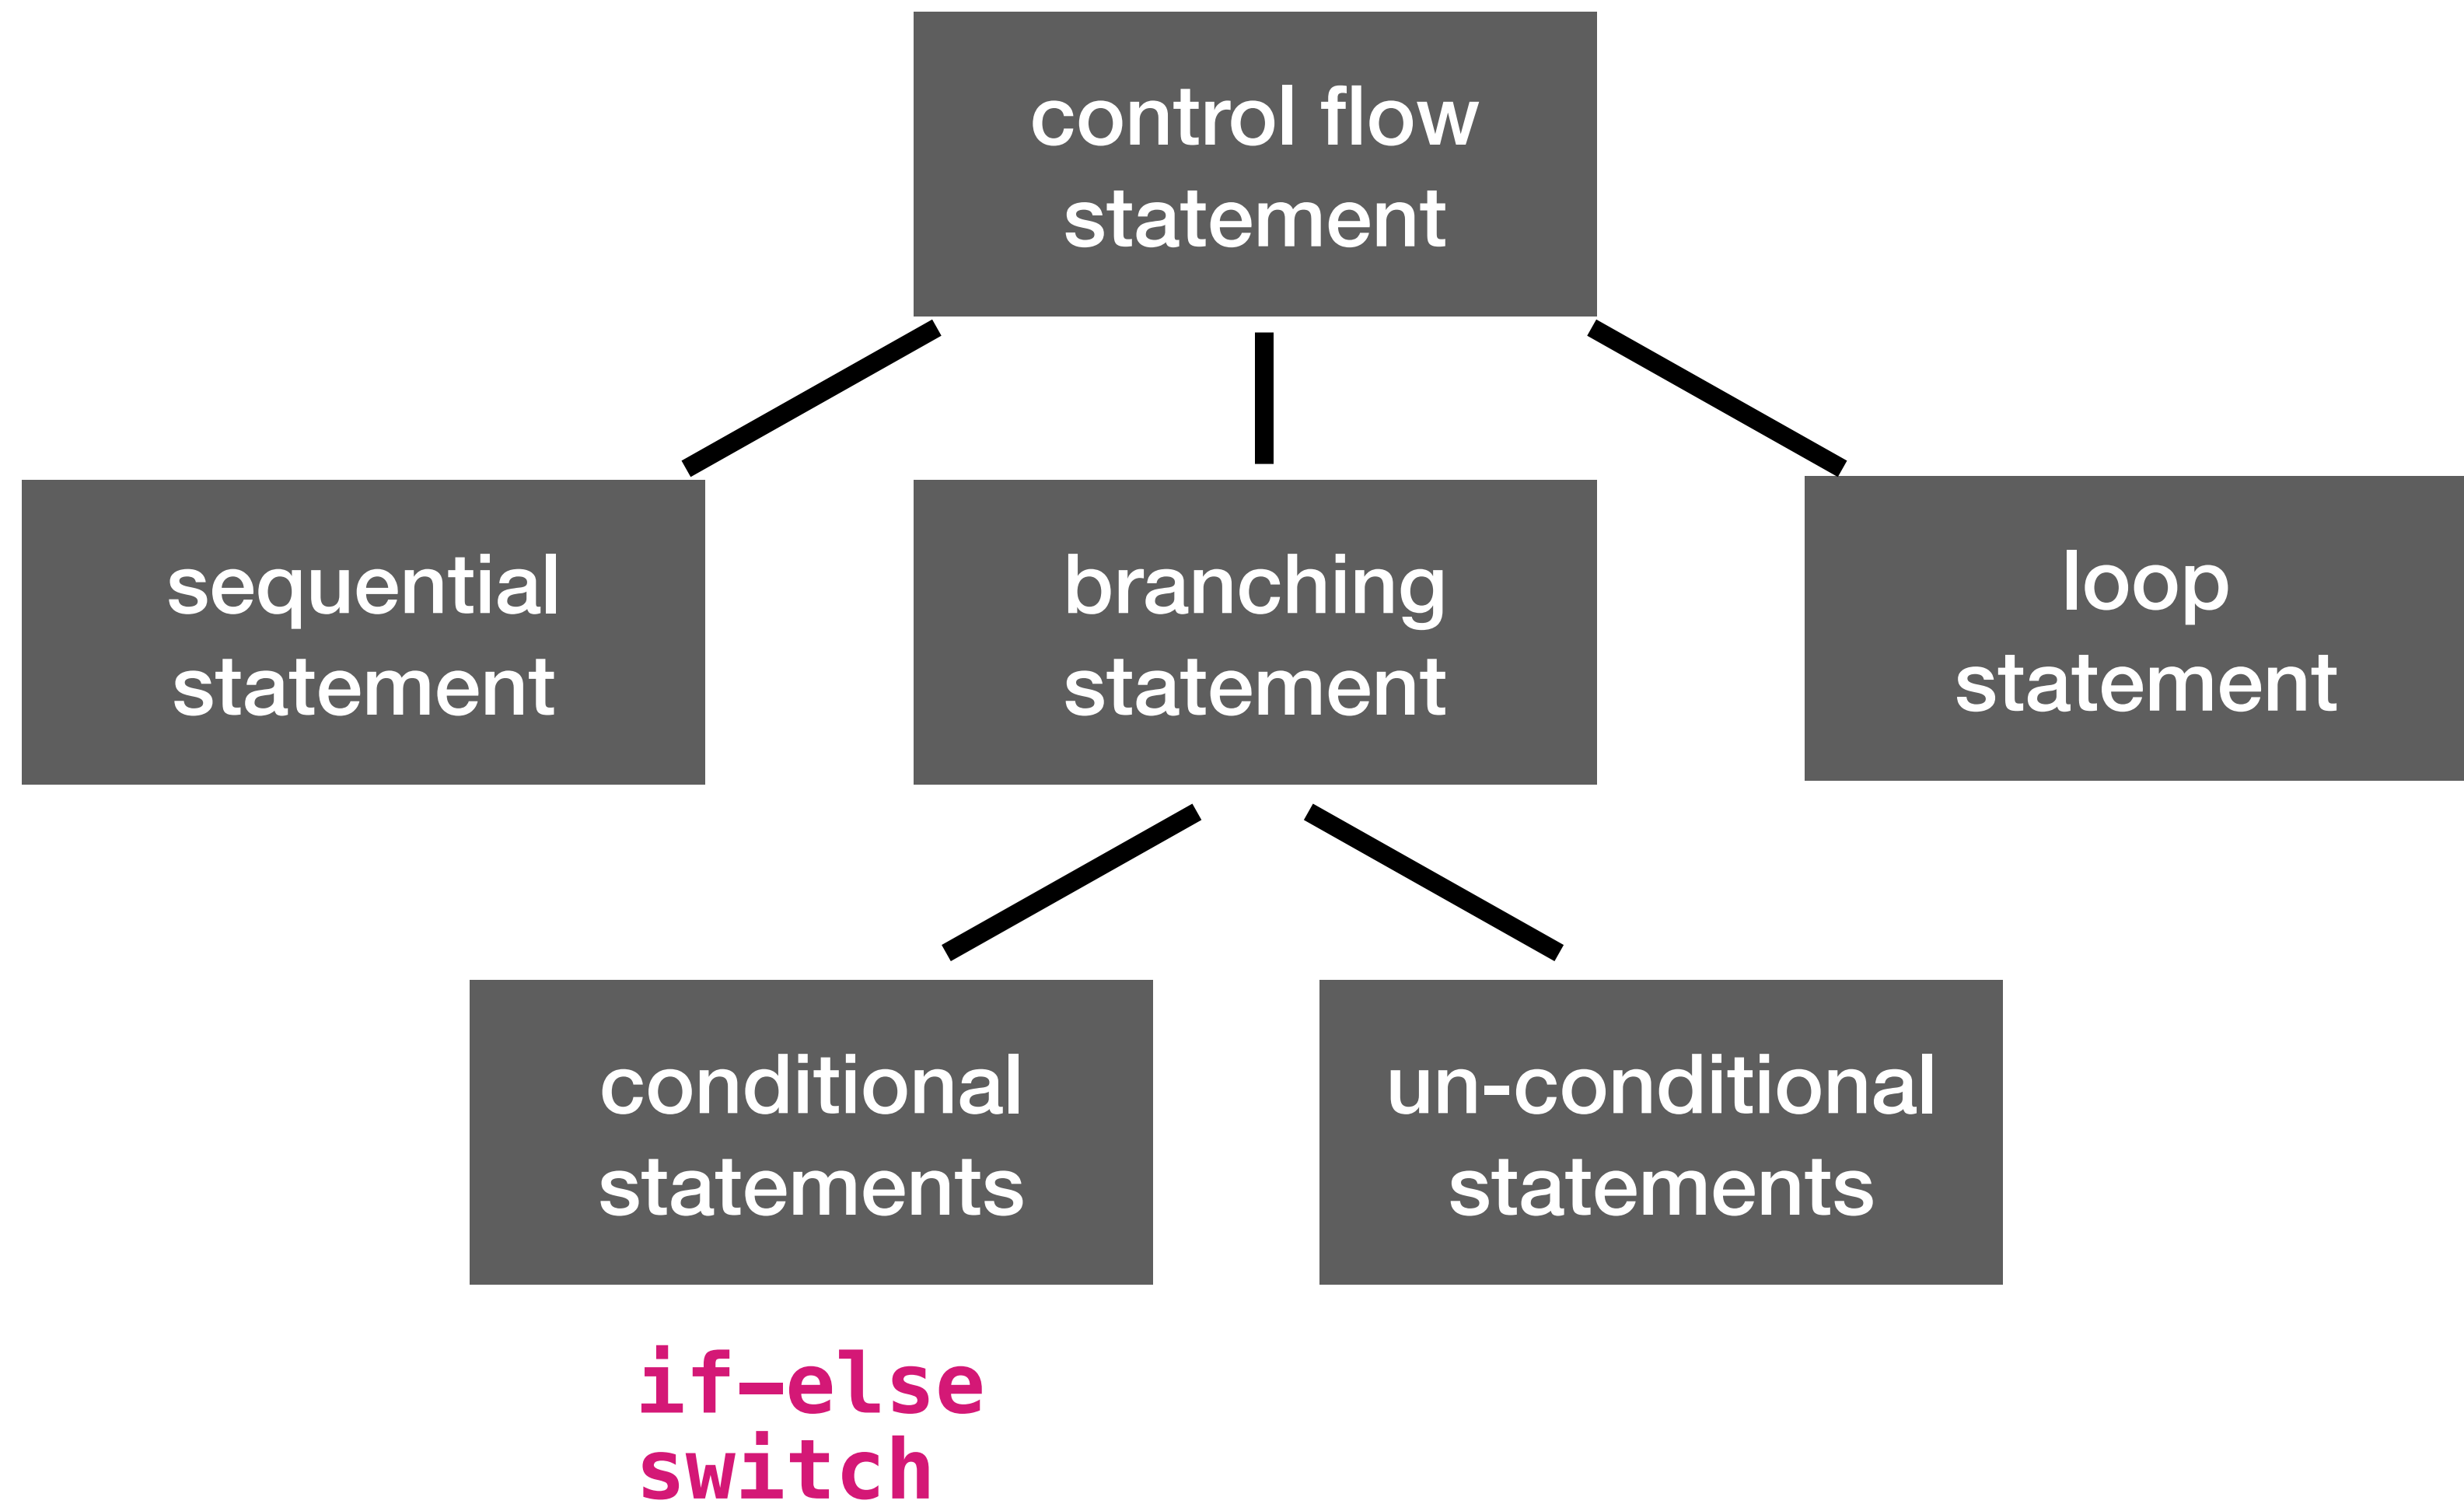 control flow
statement
sequential
statement
branching
statement
loop
statement
conditional
statements
un-conditional
statements
if-else
switch